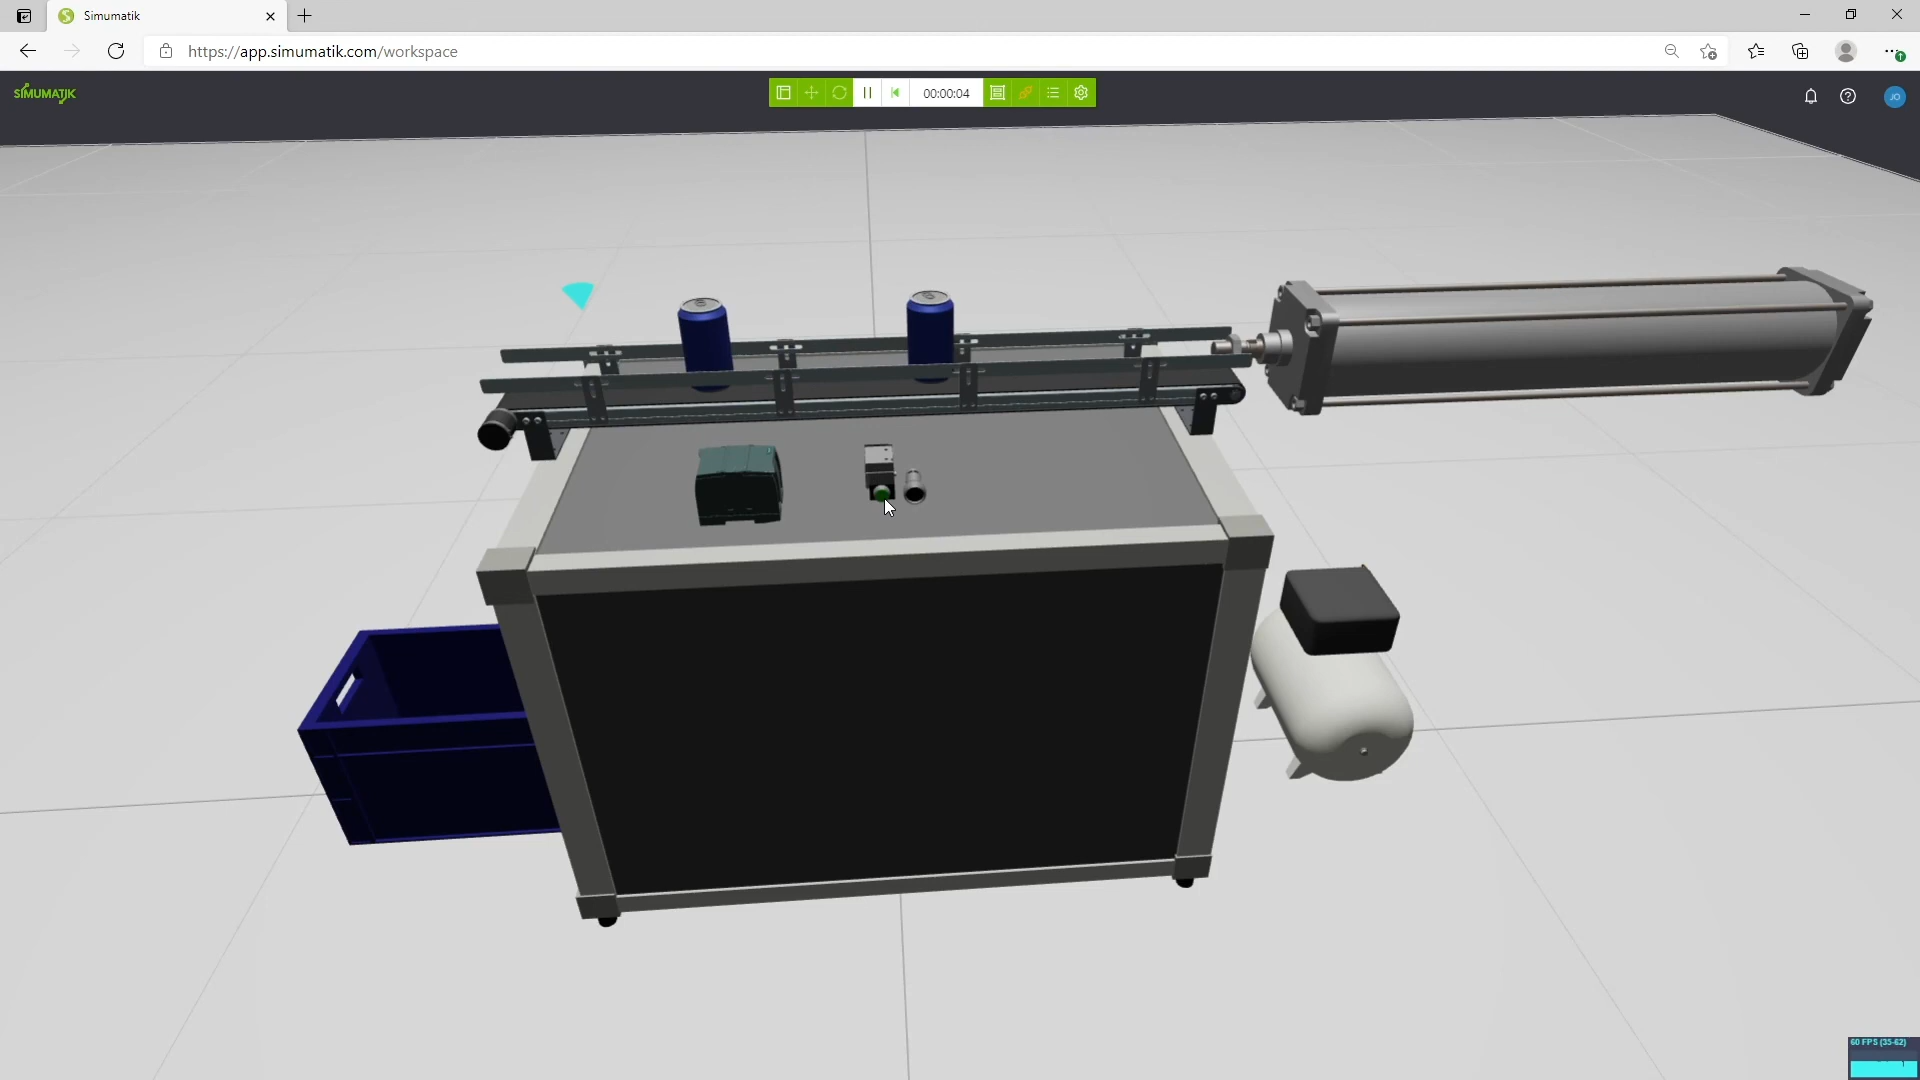 Simumatik
https://app.simumatik.com/workspace
SIMUMATIK
00:00:04
JO
60 FPS (35-62)